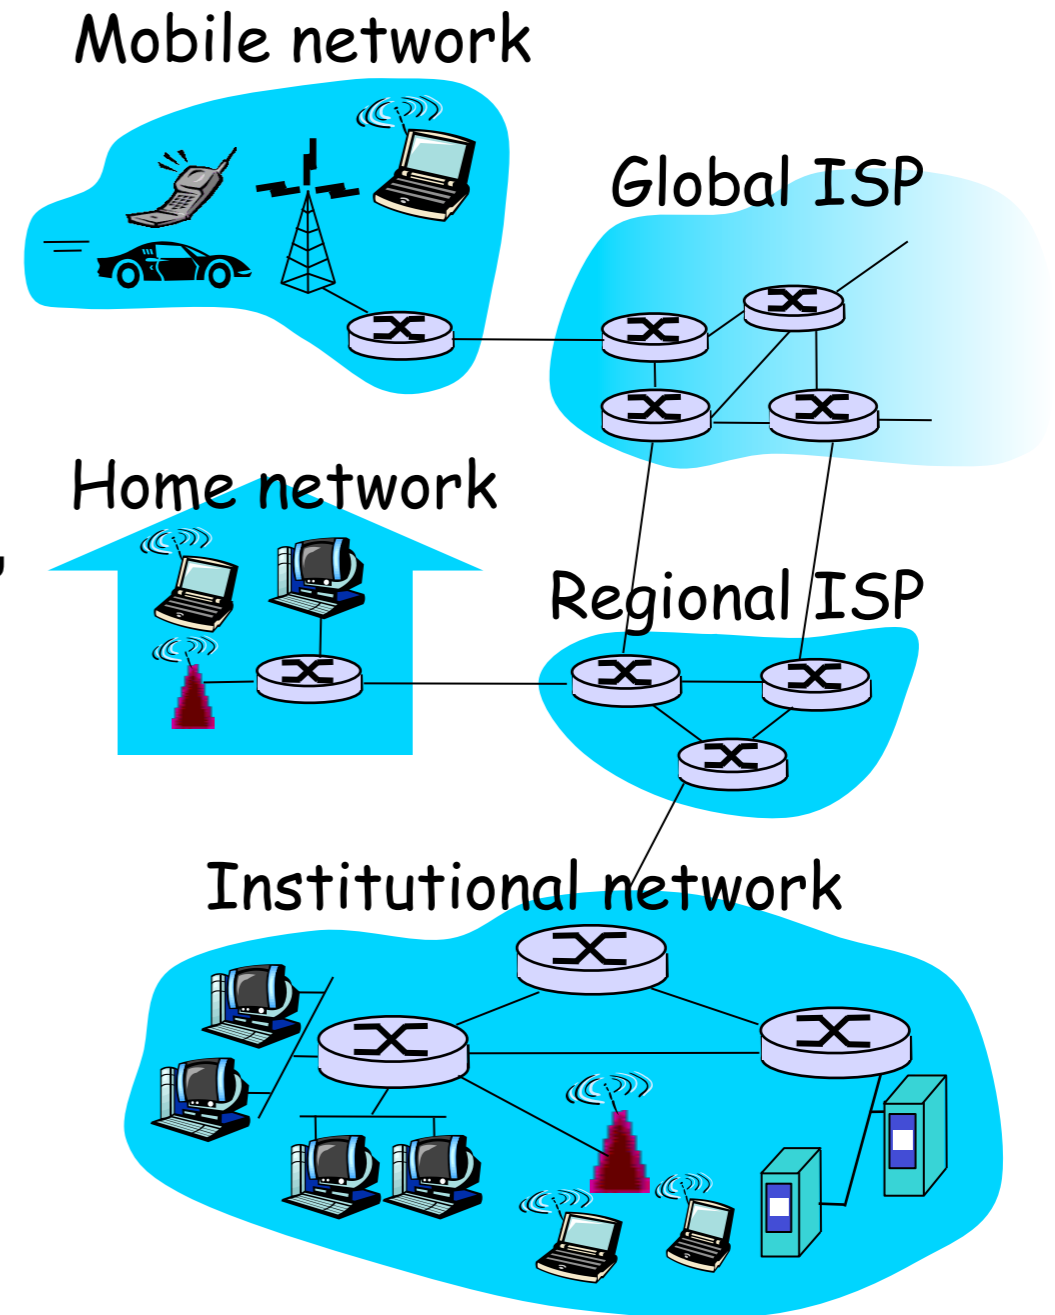 Mobile network
Global ISP
Home network
,
Regional ISP
Institutional network